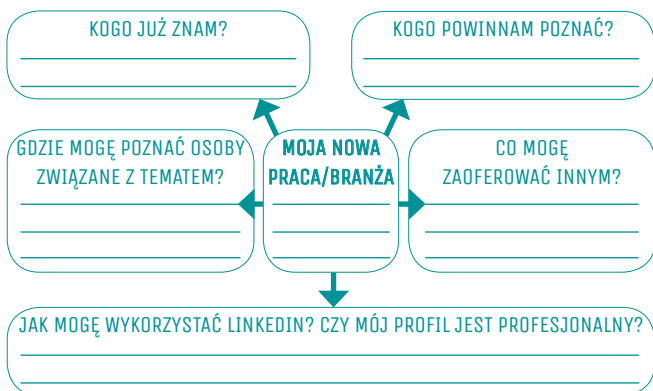 KOGO JUŻ ZNAM?
KOGO POWINNAM POZNAĆ?
GDZIE MOGĘ POZNAĆ OSOBY
ZWIĄZANE Z TEMATEM?
MOJA NOWA
PRACA/BRANŻA
CO MOGĘ
ZAOFEROWAĆ INNYM?
JAK MOGĘ WYKORZYSTAĆ LINKEDIN? CZY MÓJ PROFIL JEST PROFESJONALNY?